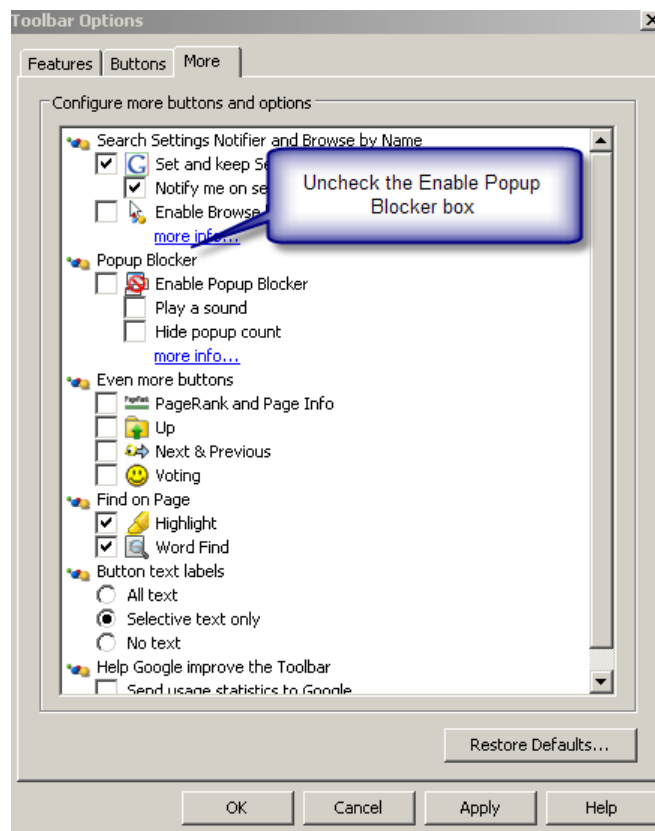 Toolbar Options
Features Buttons More
Configure more buttons and options
Search Settings Notifier and Browse by Name
Set and keep
Notify me on
Enable Browse
more info...
Uncheck the Enable Popup
Blocker box
Popup Blocker
Enable Popup Blocker
Play a sound
Hide popup count
more info...
Even more buttons
PageRank PageRank and Page Info
Up
Next & Previous
Voting
Find on Page
Highlight
Word Find
Button text labels
All text
Selective text only
No text
Help Google improve the Toolbar
Send usage statistics to Google
Restore Defaults...
OK Cancel Apply Help